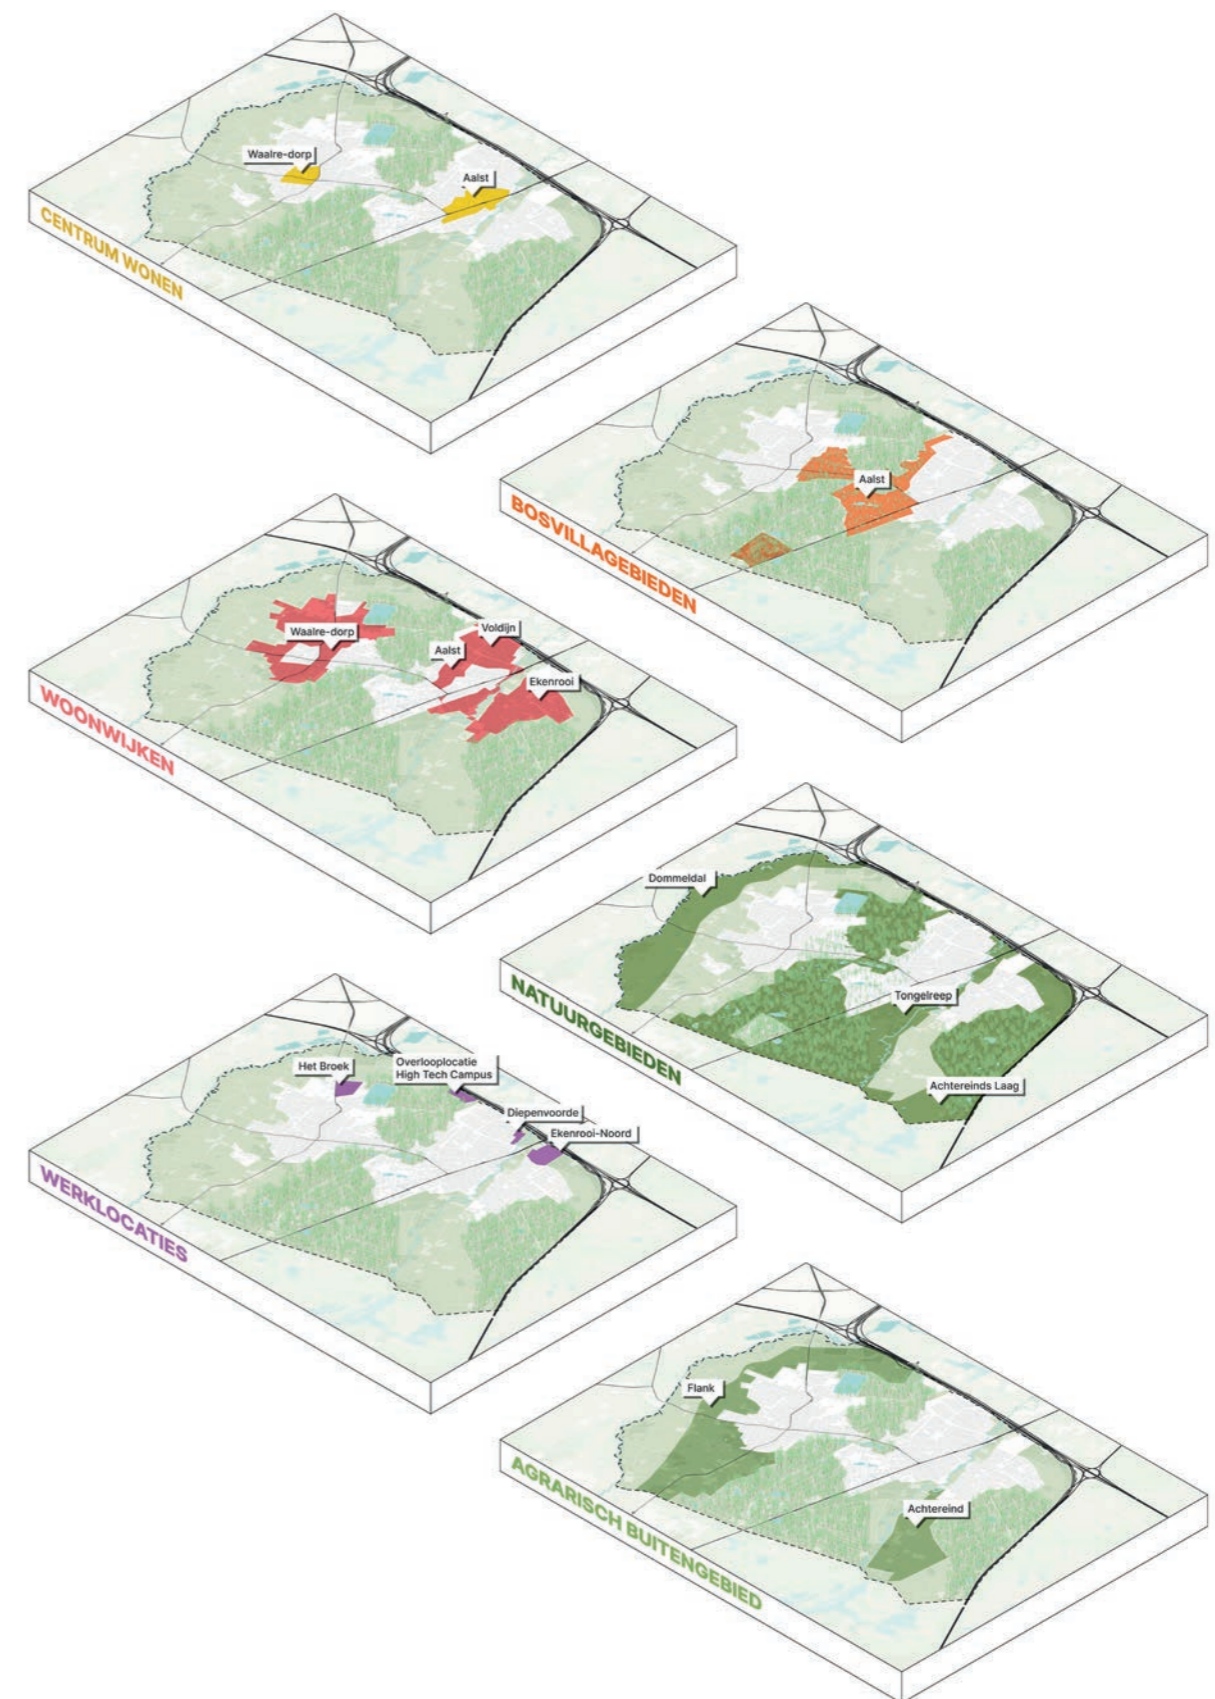 Waalre-dorp
Aalst
CENTRUM WONEN
Aalst
BOSVILLAGEBIEDEN
Waalre-dorp
Voldijn
Aalst
Ekenrooi
WOONWIJKEN
Dommeldal
Tongelreep
Achtereinds Laag
NATUURGEBIEDEN
Het Broek
Overlooplocatie
High Tech Campus
Diepenvoorde
Ekenrooi-Noord
WERKLOCATIES
Flank
Achtereind
AGRARISCH BUITENGEBIED